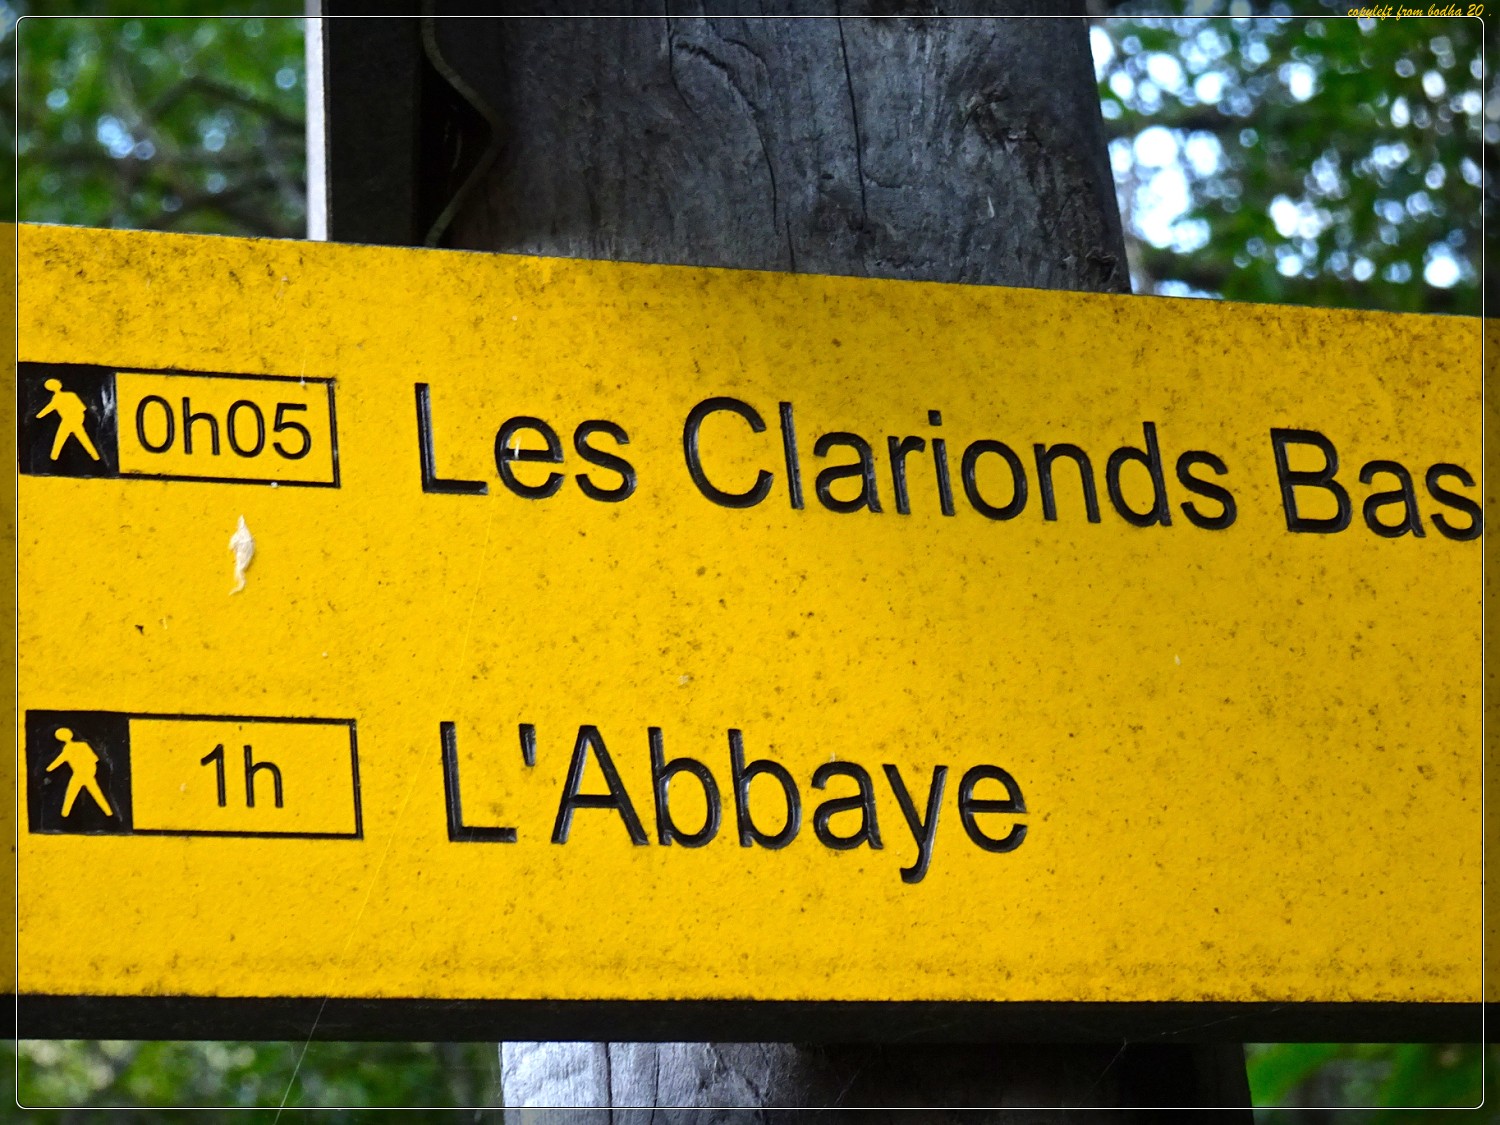 copyleft from bodha 20 .
0h05 Les Clarionds Bas
1h L'Abbaye